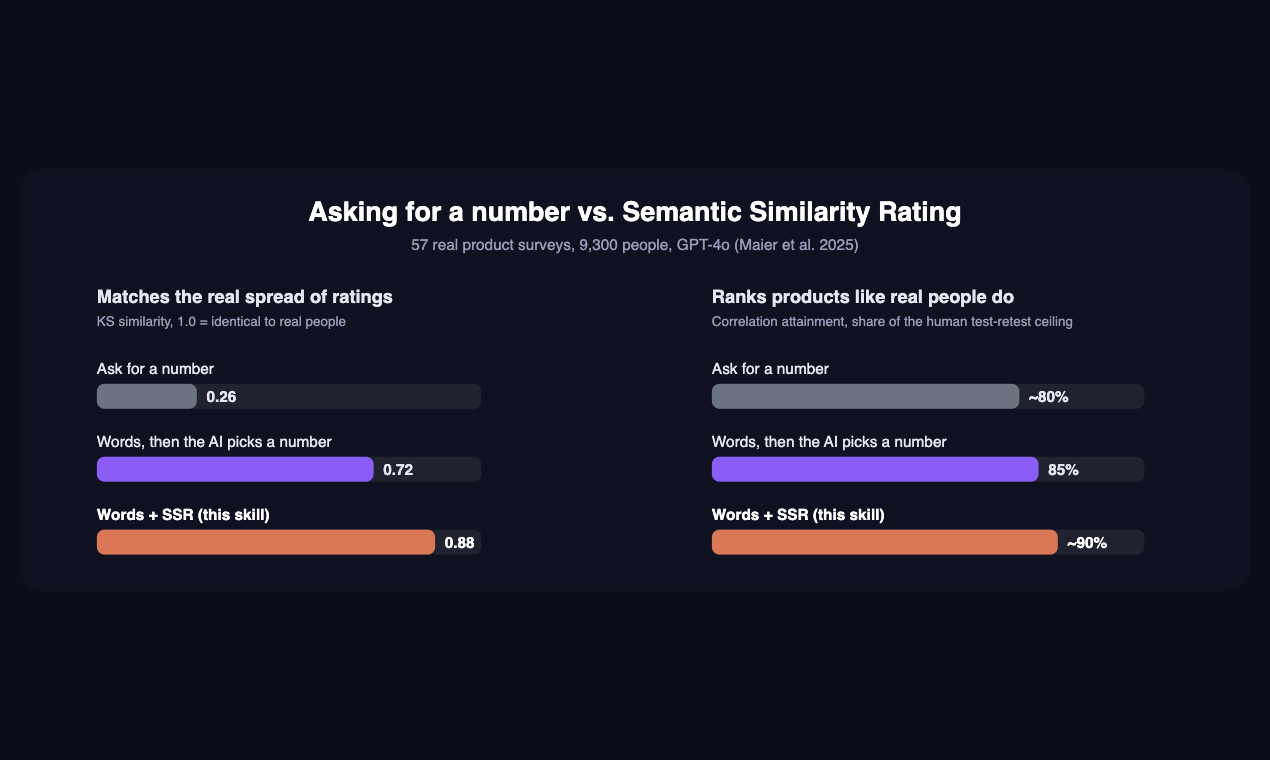 Asking for a number vs. Semantic Similarity Rating
57 real product surveys, 9,300 people, GPT-4o (Maier et al. 2025)
Matches the real spread of ratings
KS similarity, 1.0 = identical to real people
Ask for a number
0.26
Words, then the AI picks a number
0.72
Words + SSR (this skill)
0.88
Ranks products like real people do
Correlation attainment, share of the human test-retest ceiling
Ask for a number
~80%
Words, then the AI picks a number
85%
Words + SSR (this skill)
~90%